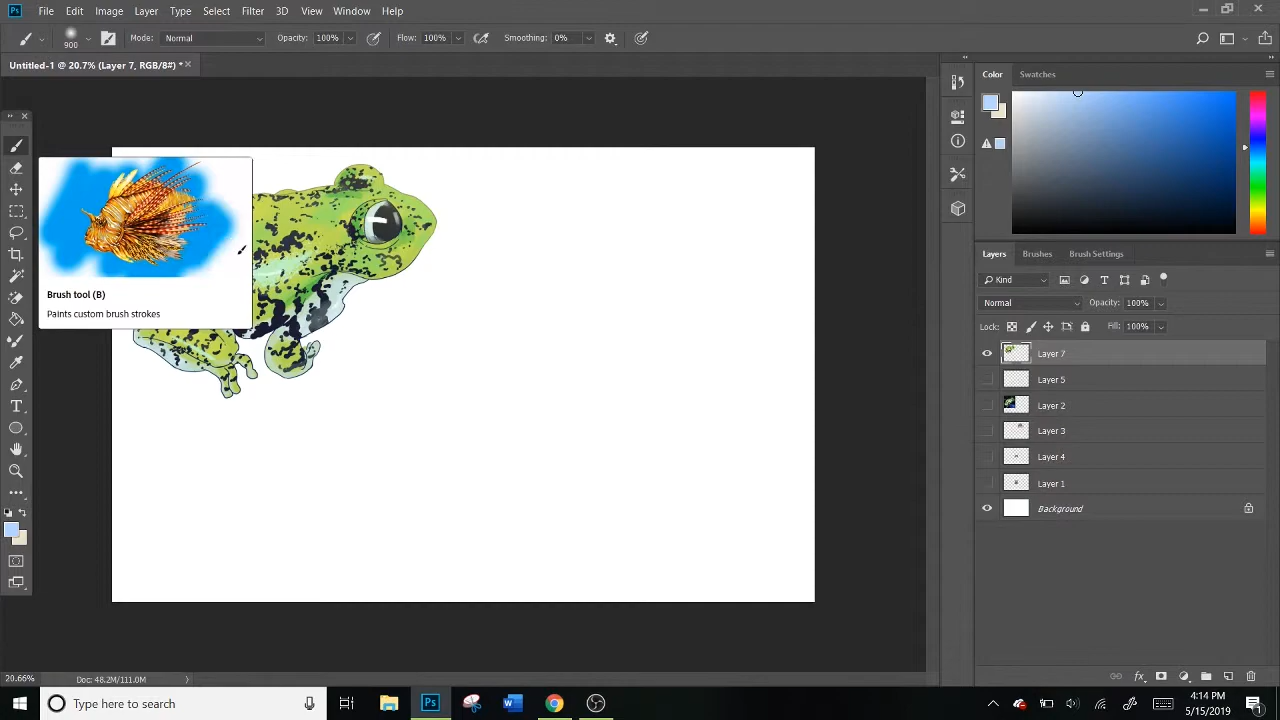 Ps File Edit Image Layer Type Select Filter 3D View Window Help
900 Mode: Normal Opacity: 100% Flow: 100% Smoothing: 0%
Untitled-1 @ 20.7% (Layer 7, RGB/8#) *
Color Swatches
Brush tool (B)
Paints custom brush strokes
Layers Brushes Brush Settings
Kind
Normal Opacity: 100%
Lock: Fill: 100%
Layer 7
Layer 5
Layer 2
Layer 3
Layer 4
Layer 1
Background
20.66% Doc: 48.2M/111.0M
Type here to search
Ps
4:14 PM
5/15/2019